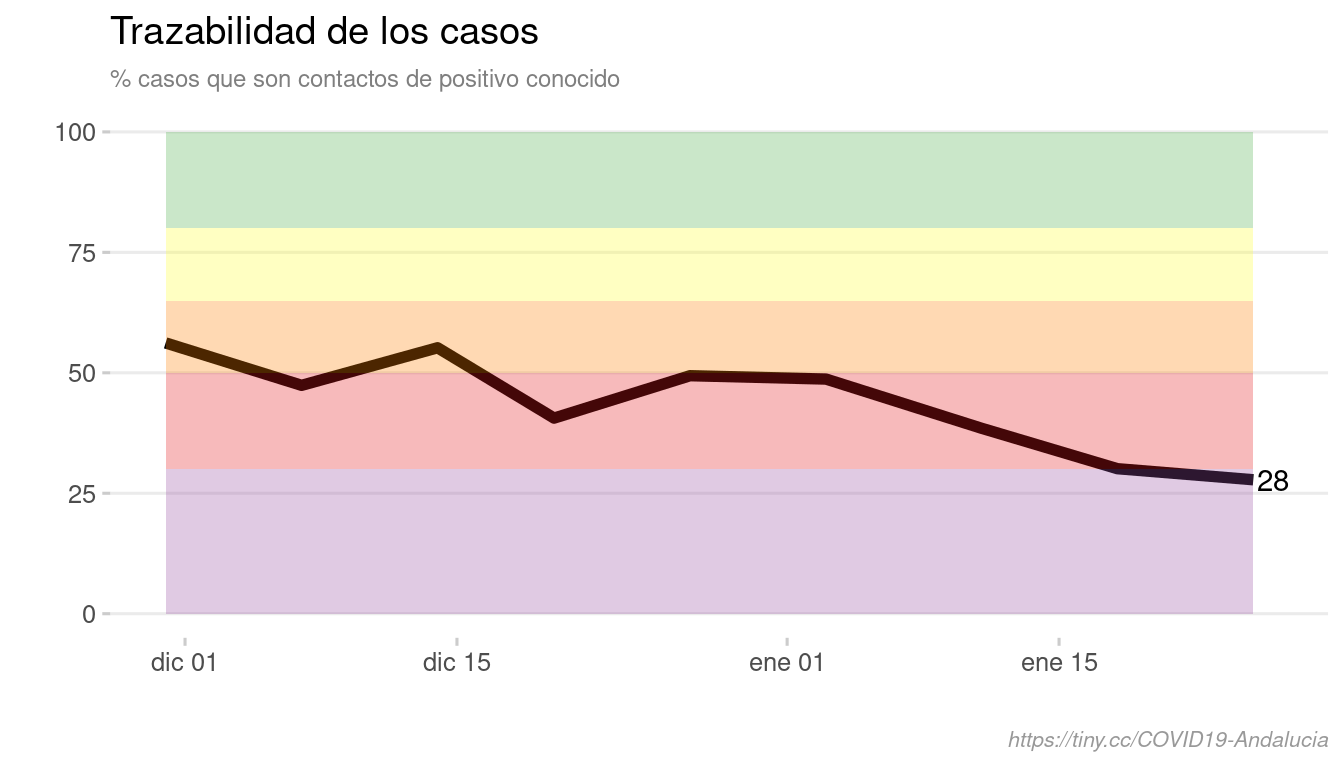 Trazabilidad de los casos
% casos que son contactos de positivo conocido
100
75
50
25
0
28
dic 01
dic 15
ene 01
ene 15
https://tiny.cc/COVID19-Andalucia